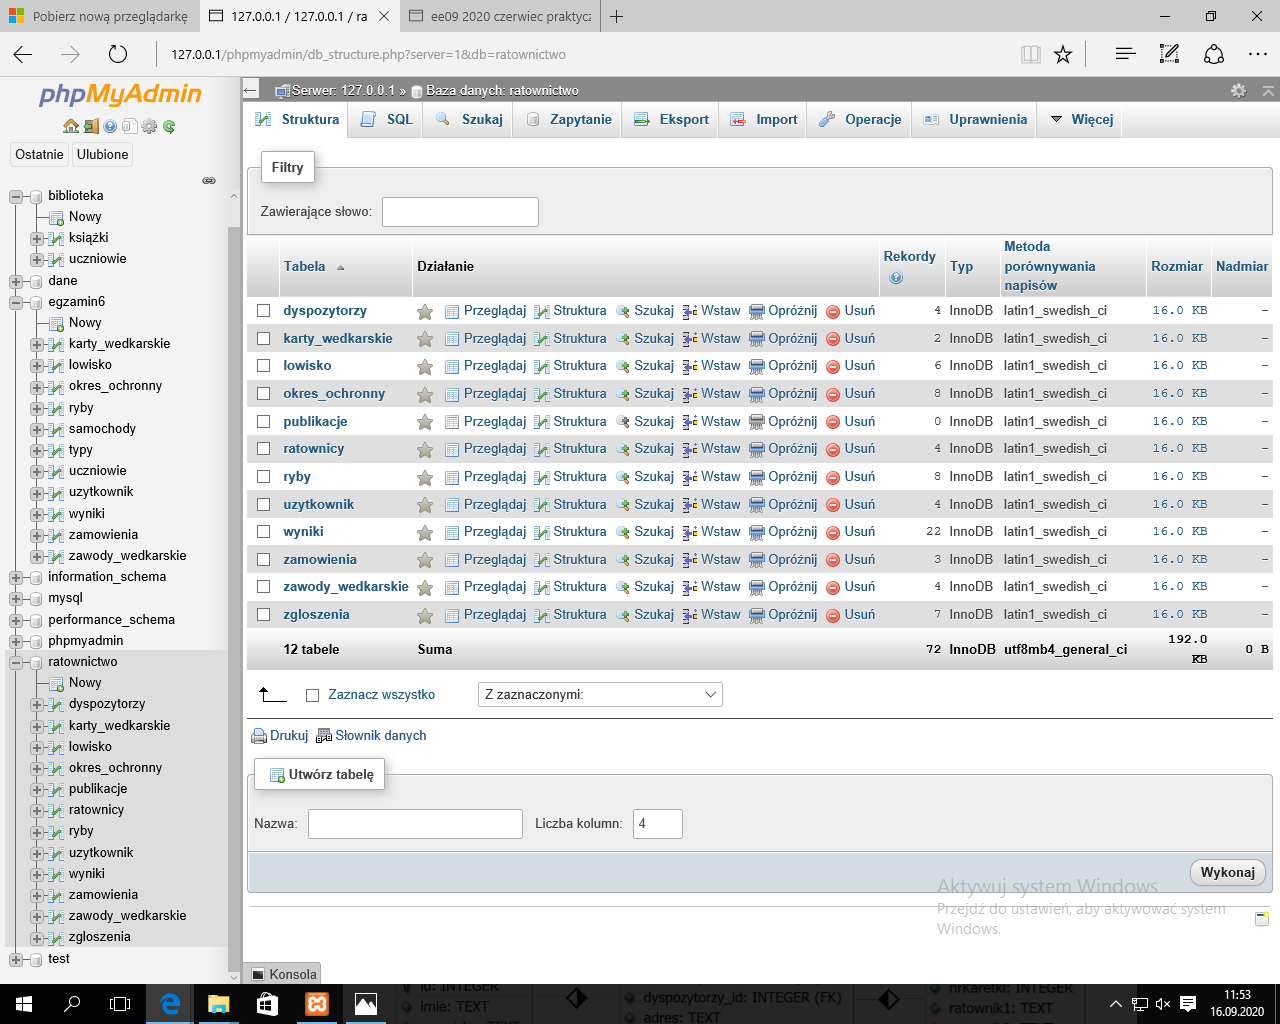 Pobierz nową przeglądarkę
127.0.0.1 / 127.0.0.1 / ra
ee09 2020 czerwiec praktycz
127.0.0.1/phpmyadmin/db_structure.php?server=1&db=ratownictwo
phpMyAdmin
Ostatnie Ulubione
biblioteka
Nowy
książki
uczniowie
dane
egzamin6
Nowy
karty_wedkarskie
lowisko
okres_ochronny
ryby
samochody
typy
uczniowie
uzytkownik
wyniki
zamowienia
zawody_wedkarskie
information_schema
mysql
performance_schema
phpmyadmin
ratownictwo
Nowy
dyspozytorzy
karty_wedkarskie
lowisko
okres_ochronny
publikacje
ratownicy
ryby
uzytkownik
wyniki
zamowienia
zawody_wedkarskie
zgloszenia
test
Serwer: 127.0.0.1 » Baza danych: ratownictwo
Struktura SQL Szukaj Zapytanie Eksport Import Operacje Uprawnienia Więcej
Filtry
Zawierające słowo:
Tabela Działanie Rekordy Typ Metoda porównywania napisów Rozmiar Nadmiar
dyspozytorzy Przeglądaj Struktura Szukaj Wstaw Opróżnij Usuń 4 InnoDB latin1_swedish_ci 16.0 KB -
karty_wedkarskie Przeglądaj Struktura Szukaj Wstaw Opróżnij Usuń 2 InnoDB latin1_swedish_ci 16.0 KB -
lowisko Przeglądaj Struktura Szukaj Wstaw Opróżnij Usuń 6 InnoDB latin1_swedish_ci 16.0 KB -
okres_ochronny Przeglądaj Struktura Szukaj Wstaw Opróżnij Usuń 8 InnoDB latin1_swedish_ci 16.0 KB -
publikacje Przeglądaj Struktura Szukaj Wstaw Opróżnij Usuń 0 InnoDB latin1_swedish_ci 16.0 KB -
ratownicy Przeglądaj Struktura Szukaj Wstaw Opróżnij Usuń 4 InnoDB latin1_swedish_ci 16.0 KB -
ryby Przeglądaj Struktura Szukaj Wstaw Opróżnij Usuń 8 InnoDB latin1_swedish_ci 16.0 KB -
uzytkownik Przeglądaj Struktura Szukaj Wstaw Opróżnij Usuń 4 InnoDB latin1_swedish_ci 16.0 KB -
wyniki Przeglądaj Struktura Szukaj Wstaw Opróżnij Usuń 22 InnoDB latin1_swedish_ci 16.0 KB -
zamowienia Przeglądaj Struktura Szukaj Wstaw Opróżnij Usuń 3 InnoDB latin1_swedish_ci 16.0 KB -
zawody_wedkarskie Przeglądaj Struktura Szukaj Wstaw Opróżnij Usuń 4 InnoDB latin1_swedish_ci 16.0 KB -
zgloszenia Przeglądaj Struktura Szukaj Wstaw Opróżnij Usuń 7 InnoDB latin1_swedish_ci 16.0 KB -
12 tabele Suma 72 InnoDB utf8mb4_general_ci 192.0 KB 0 B
Zaznacz wszystko Z zaznaczonymi:
Drukuj Słownik danych
Utwórz tabelę
Nazwa: Liczba kolumn: 4
Wykonaj
Aktywuj system Windows
Przejdź do ustawień, aby aktywować system
Windows.
Konsola
id: INTEGER
imie: TEXT
dyspozytorzy_id: INTEGER (FK)
adres: TEXT
nrKaretki: INTEGER
ratownik1: TEXT
11:53
16.09.2020